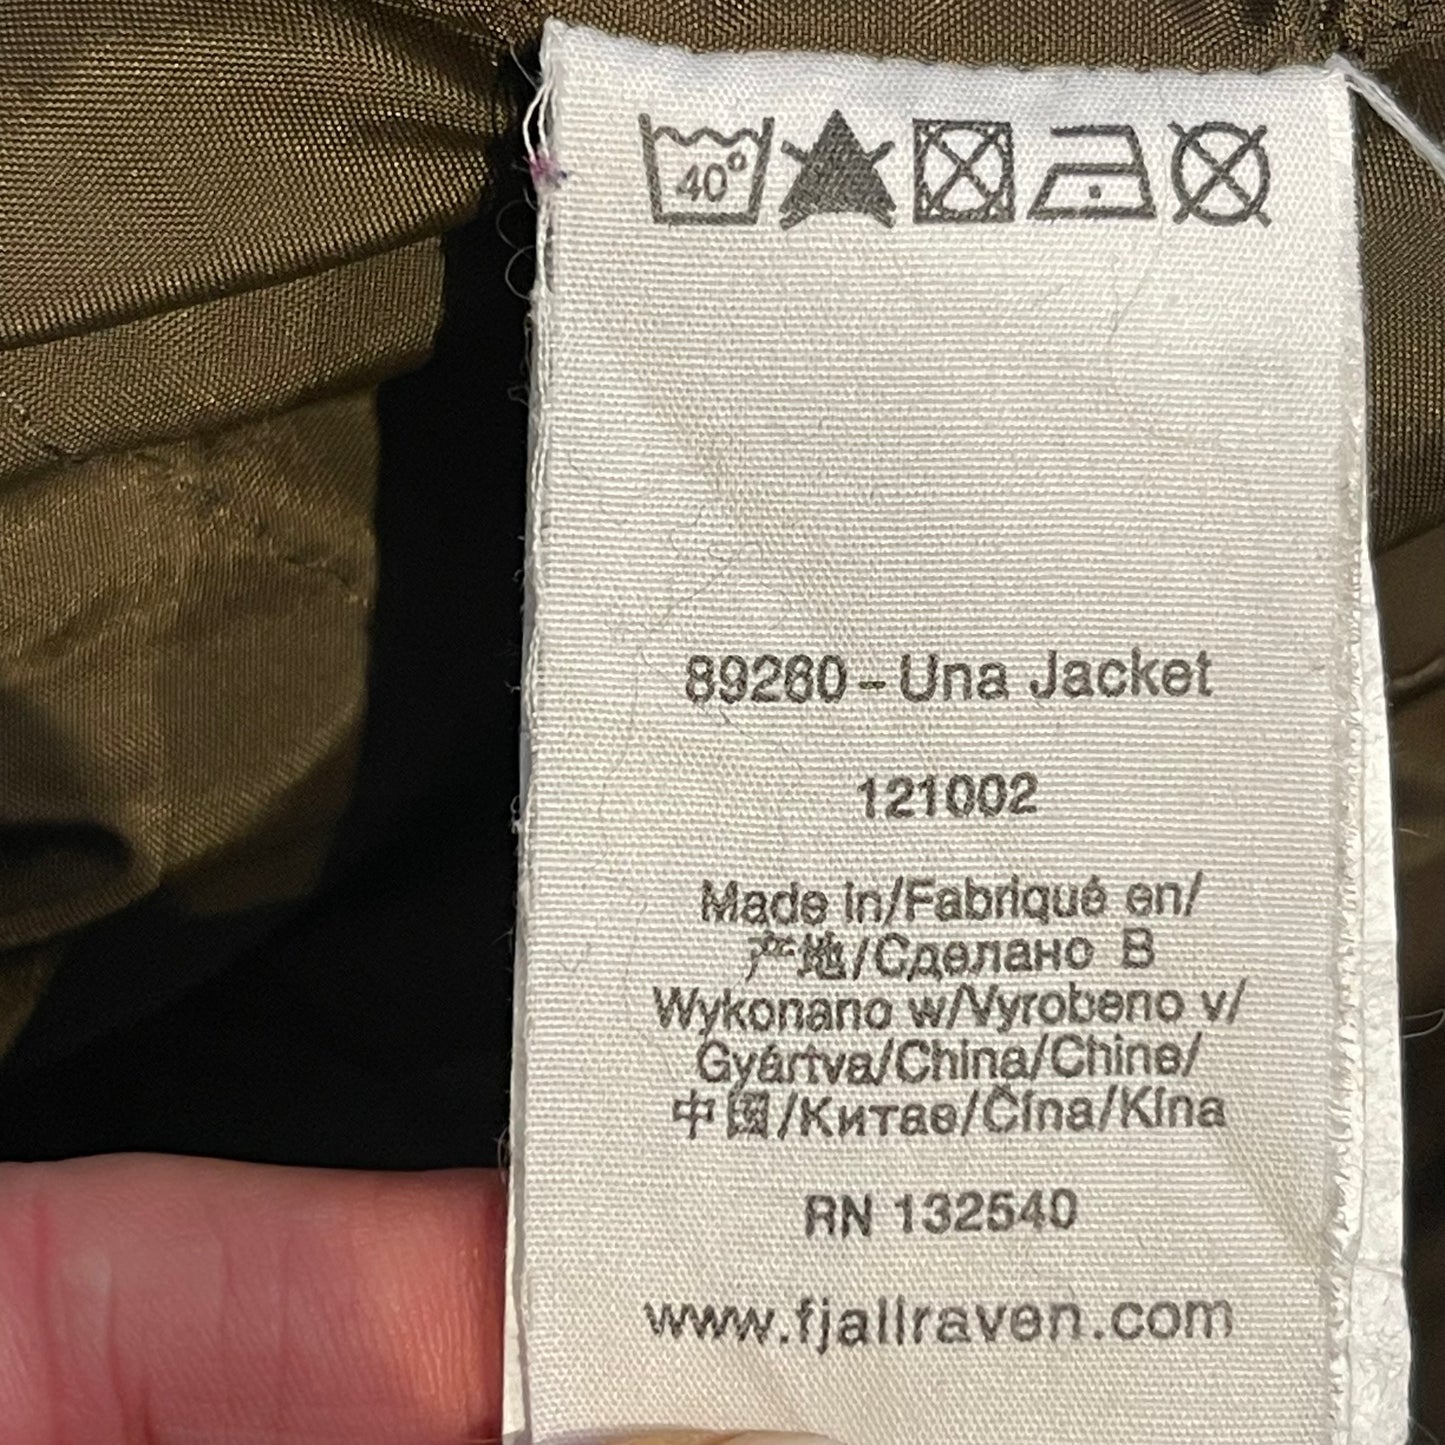 40°
89260-Una Jacket
121002
Made in/Fabriqué en/
产地/Сделано В
Wykonano w/Vyrobeno v/
Gyártva/China/Chine/
中国/Китае/Čína/Kína
RN 132540
www.fjallraven.com